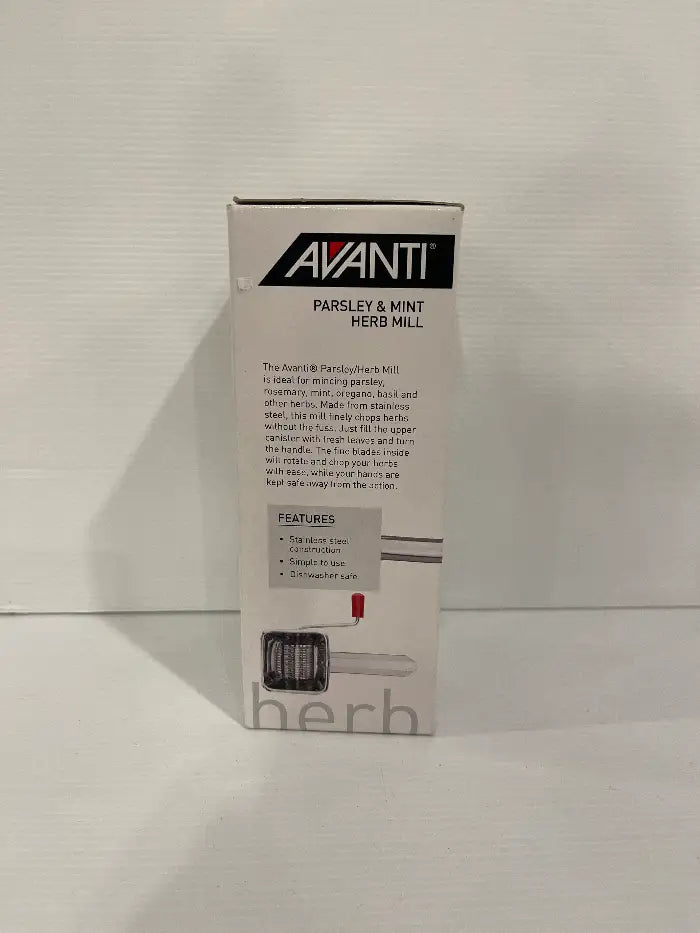 AVANTI®
PARSLEY & MINT
HERB MILL
The Avanti® Parsley/Herb Mill
is ideal for mincing parsley,
rosemary, mint, oregano, basil and
other herbs. Made from stainless
steel, this mill finely chops herbs
without the fuss. Just fill the upper
canister with fresh leaves and turn
the handle. The fine blades inside
will rotate and chop your herbs
with ease, while your hands are
kept safe away from the action.
FEATURES
• Stainless steel
construction
• Simple to use
• Dishwasher safe
herb